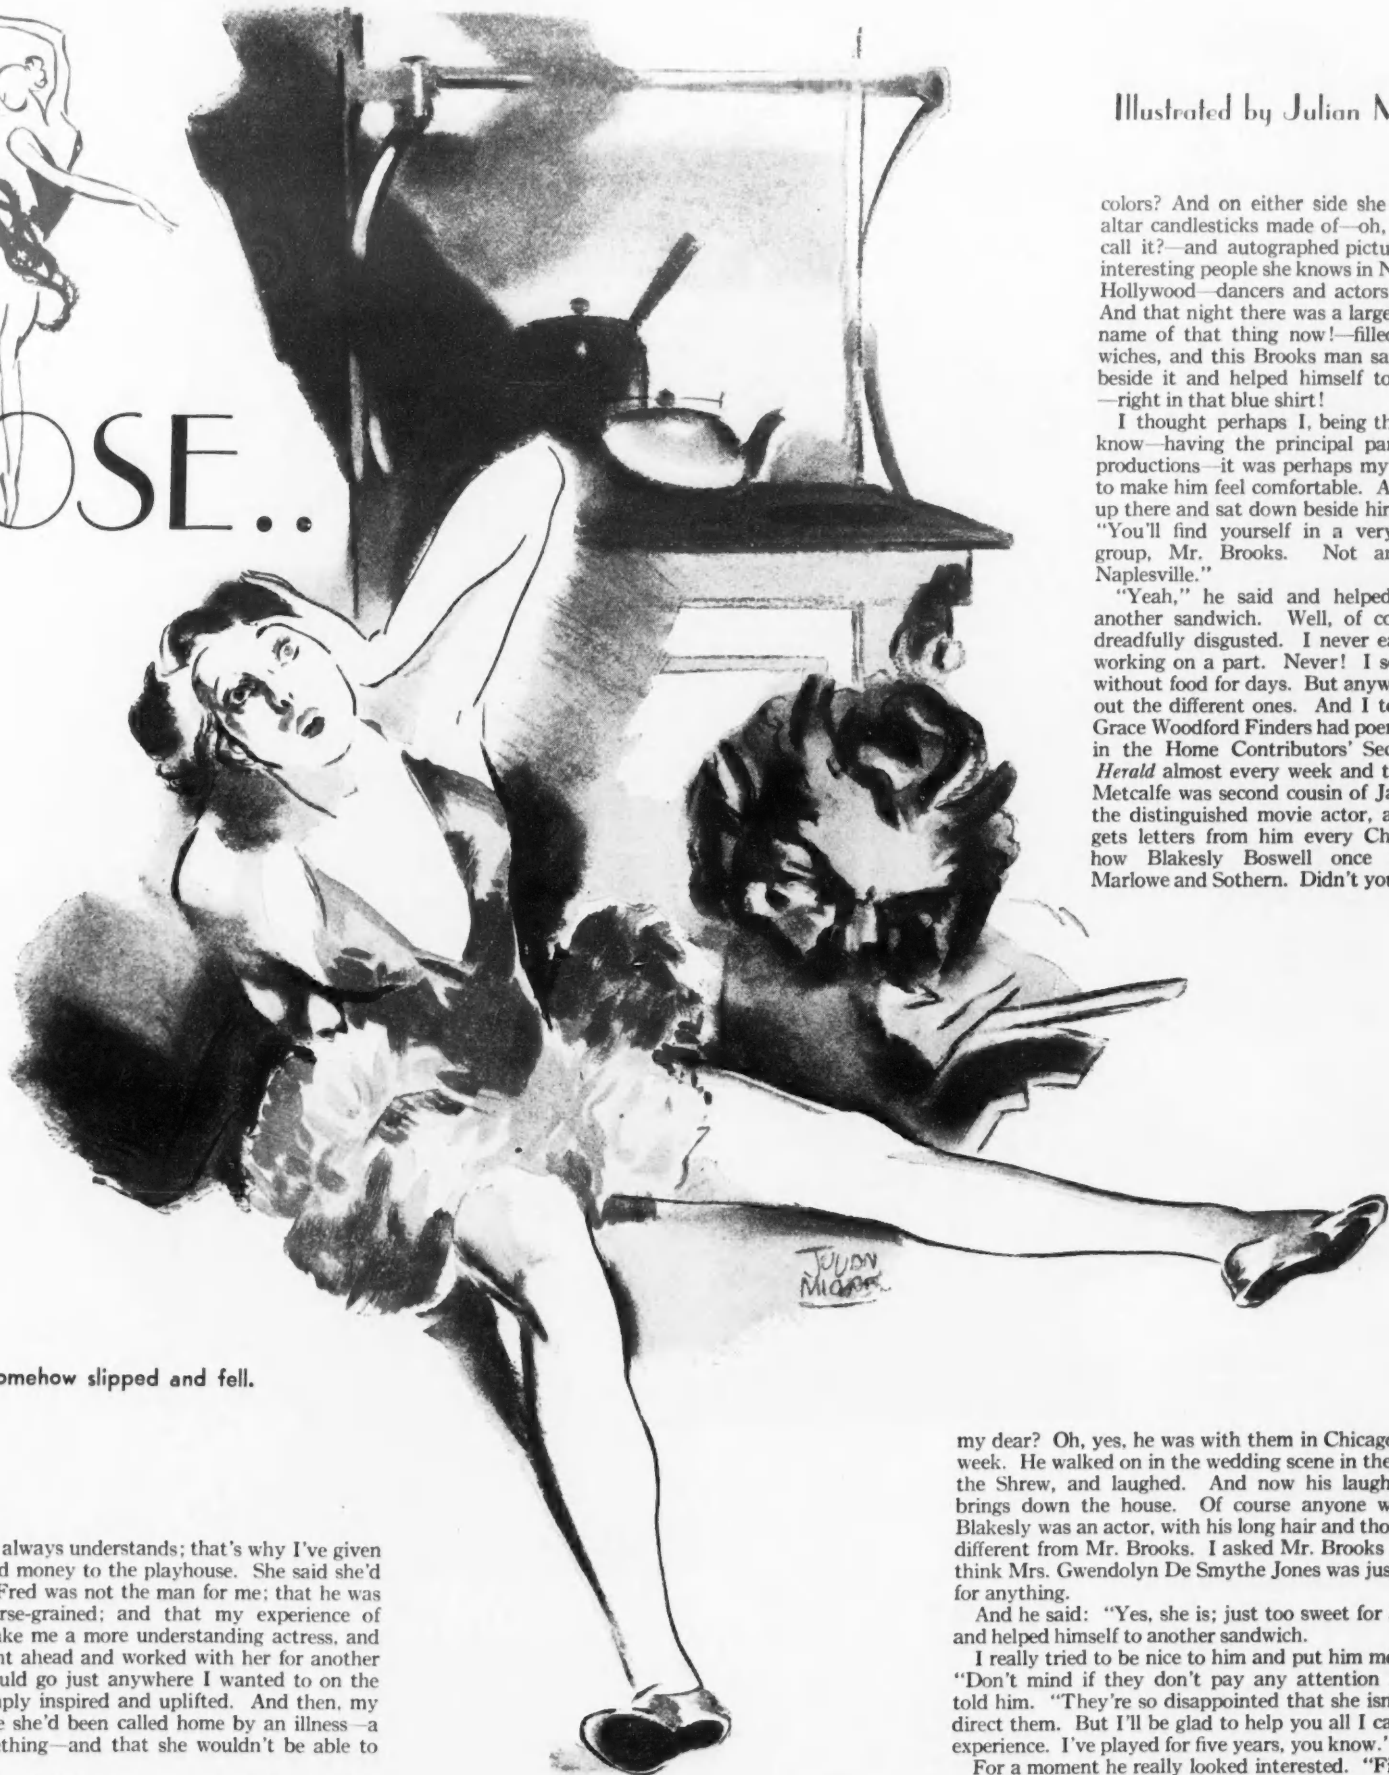 OSE..
Illustrated by Julian
colors? And on either side she
altar candlesticks made of—oh,
call it?—and autographed pictu
interesting people she knows in N
Hollywood—dancers and actors
And that night there was a large
name of that thing now!—filled
wiches, and this Brooks man sa
beside it and helped himself to
—right in that blue shirt!
I thought perhaps I, being th
know—having the principal par
productions—it was perhaps my
to make him feel comfortable. A
up there and sat down beside him
"You'll find yourself in a very
group, Mr. Brooks. Not an
Naplesville."
"Yeah," he said and helped
another sandwich. Well, of co
dreadfully disgusted. I never ea
working on a part. Never! I s
without food for days. But anyw
out the different ones. And I to
Grace Woodford Finders had poem
in the Home Contributors' Sec
Herald almost every week and t
Metcalfe was second cousin of Ja
the distinguished movie actor, a
gets letters from him every Ch
how Blakesly Boswell once
Marlowe and Sothern. Didn't you
JULIAN
omehow slipped and fell.
always understands; that's why I've given
d money to the playhouse. She said she'd
Fred was not the man for me; that he was
rse-grained; and that my experience of
ake me a more understanding actress, and
nt ahead and worked with her for another
uld go just anywhere I wanted to on the
mply inspired and uplifted. And then, my
e she'd been called home by an illness—a
ething—and that she wouldn't be able to
my dear? Oh, yes, he was with them in Chicago
week. He walked on in the wedding scene in the
the Shrew, and laughed. And now his laugh
brings down the house. Of course anyone w
Blakesly was an actor, with his long hair and tho
different from Mr. Brooks. I asked Mr. Brooks
think Mrs. Gwendolyn De Smythe Jones was jus
for anything.
And he said: "Yes, she is; just too sweet for
and helped himself to another sandwich.
I really tried to be nice to him and put him mo
"Don't mind if they don't pay any attention
told him. "They're so disappointed that she isn
direct them. But I'll be glad to help you all I ca
experience. I've played for five years, you know."
For a moment he really looked interested. "Fi